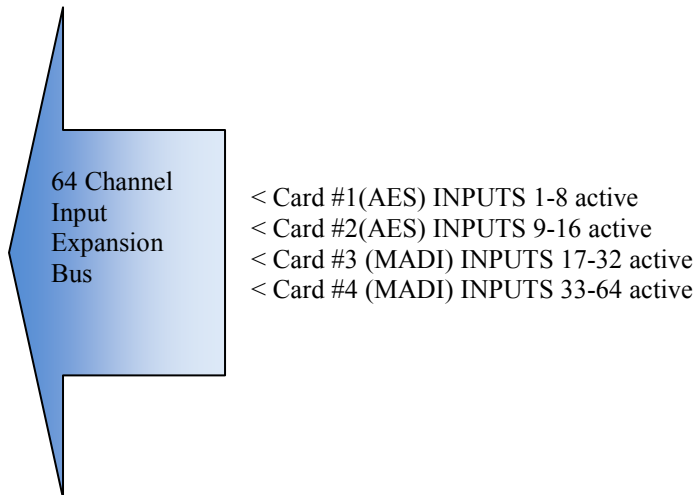 64 Channel
Input
Expansion
Bus
< Card #1(AES) INPUTS 1-8 active
< Card #2(AES) INPUTS 9-16 active
< Card #3 (MADI) INPUTS 17-32 active
< Card #4 (MADI) INPUTS 33-64 active